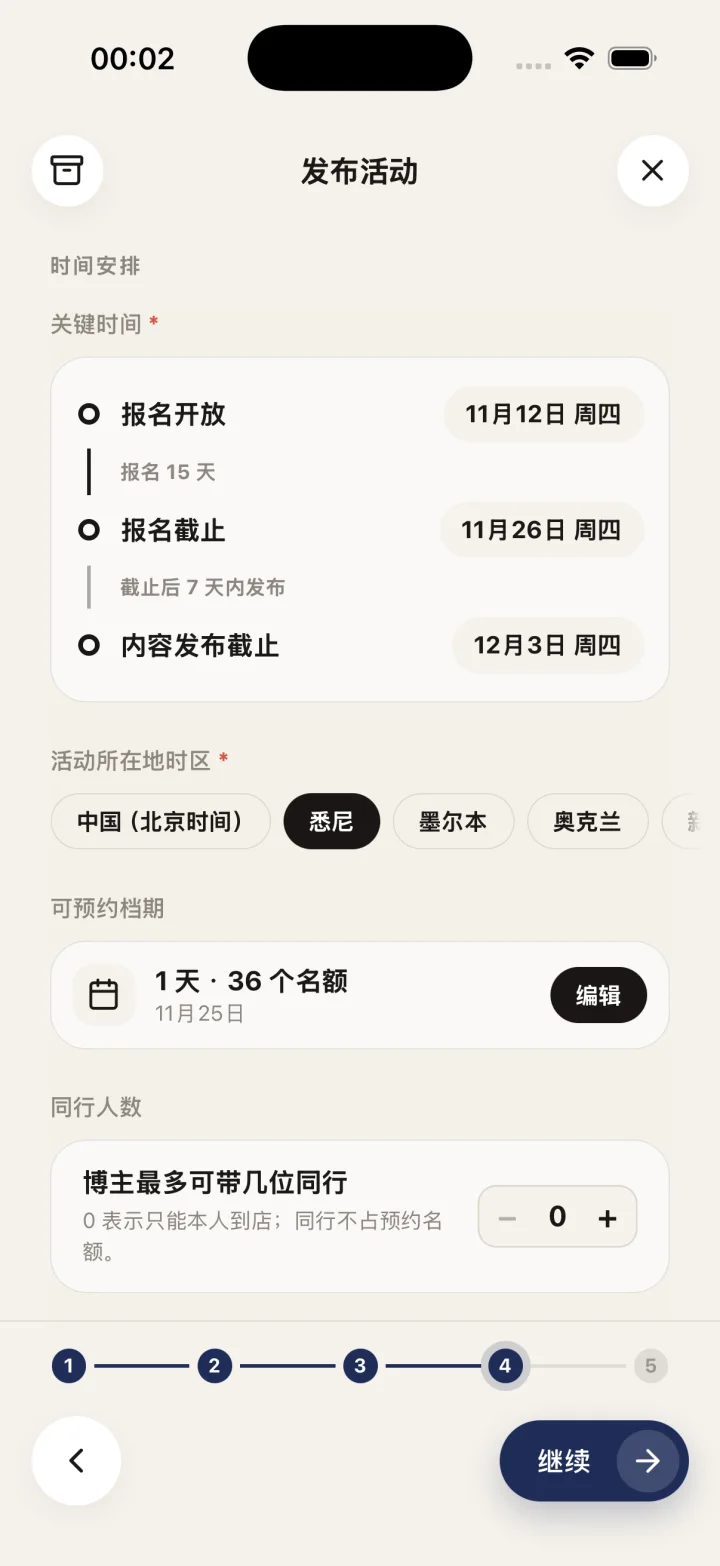 00:02
发布活动
时间安排
关键时间 *
报名开放
11月12日 周四
报名 15 天
报名截止
11月26日 周四
截止后 7 天内发布
内容发布截止
12月3日 周四
活动所在地时区 *
中国（北京时间）
悉尼
墨尔本
奥克兰
可预约档期
1 天 · 36 个名额
11月25日
编辑
同行人数
博主最多可带几位同行
0 表示只能本人到店；同行不占预约名
额。
− 0 +
1 2 3 4 5
继续